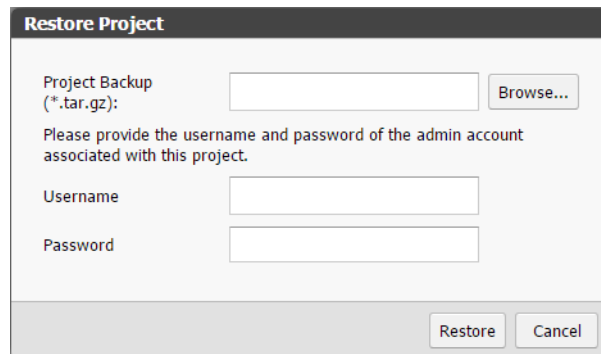 Restore Project
Project Backup
(*.tar.gz):
Browse...
Please provide the username and password of the admin account
associated with this project.
Username
Password
Restore
Cancel